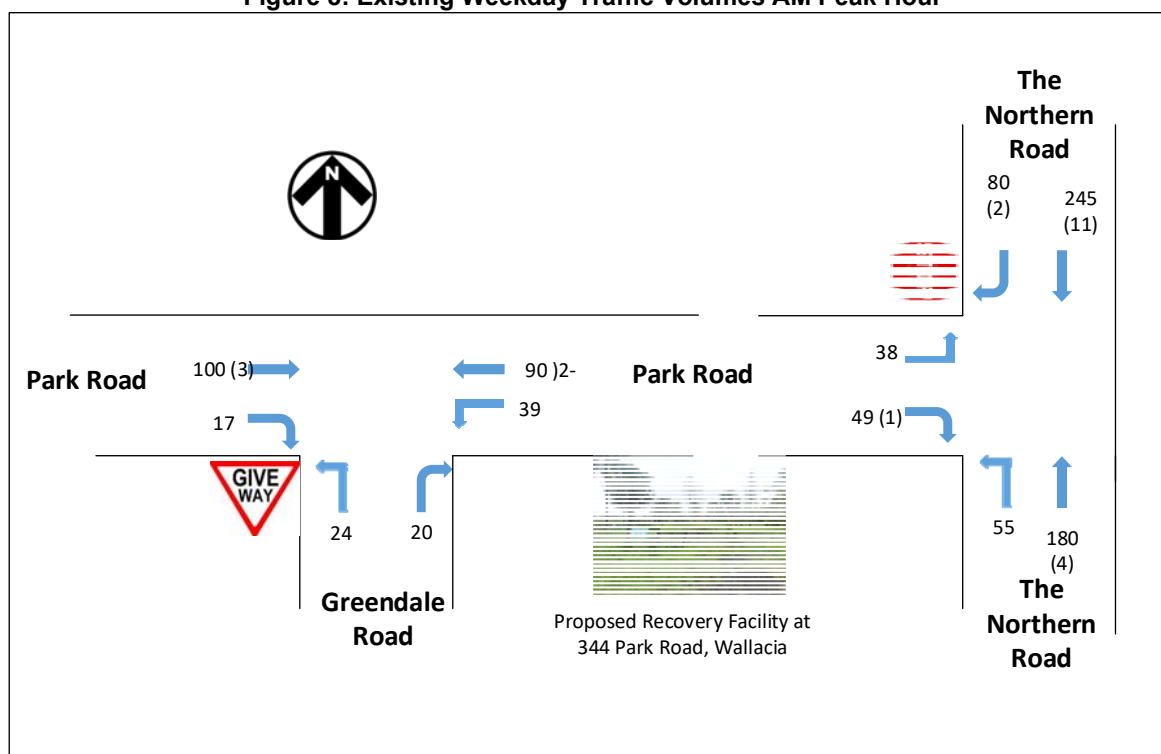 Figure 3: Existing Weekday Traffic Volumes AM Peak Hour
The
Northern
Road
80
(2)
245
(11)
N
38
Park Road
100 (3)
90 )2-
Park Road
39
17
49 (1)
GIVE
WAY
24
20
55
180
(4)
Greendale
Road
Proposed Recovery Facility at
344 Park Road, Wallacia
The
Northern
Road